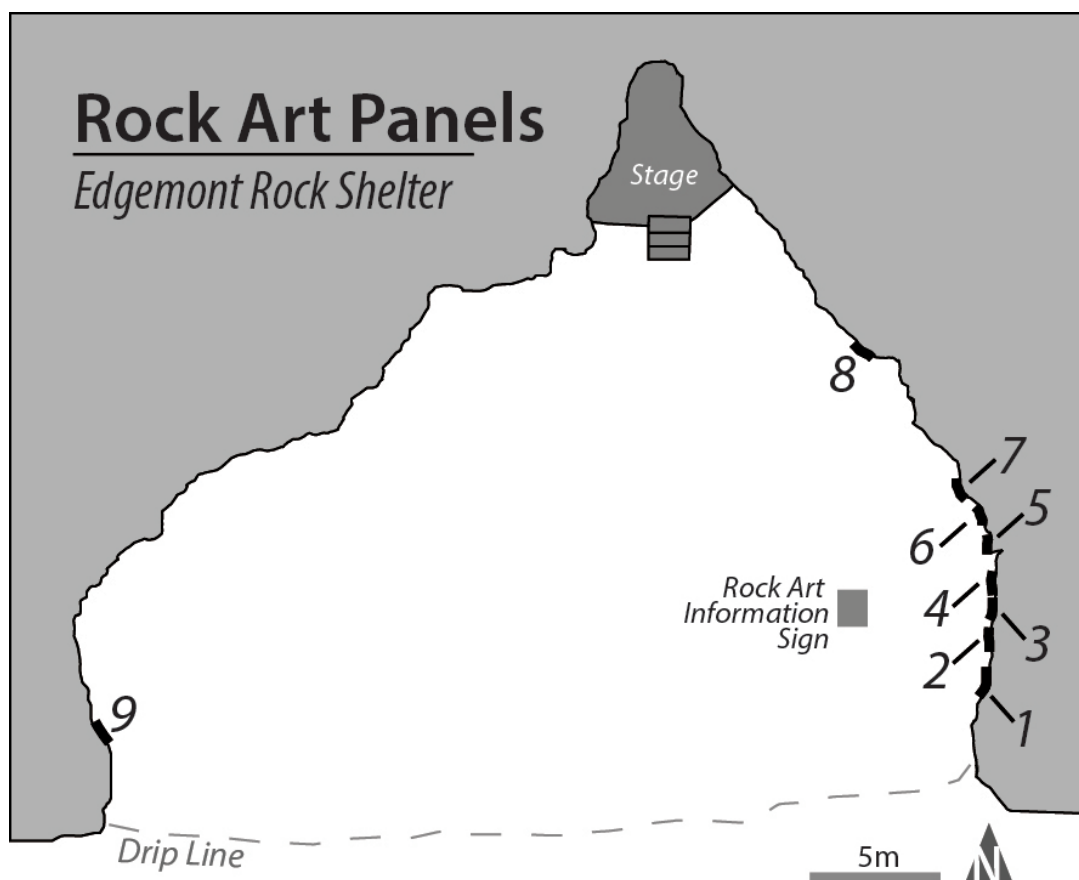 Rock Art Panels
Edgemont Rock Shelter
Stage
8
7
5
6
Rock Art
Information
Sign
4
3
2
1
9
Drip Line
5m
N